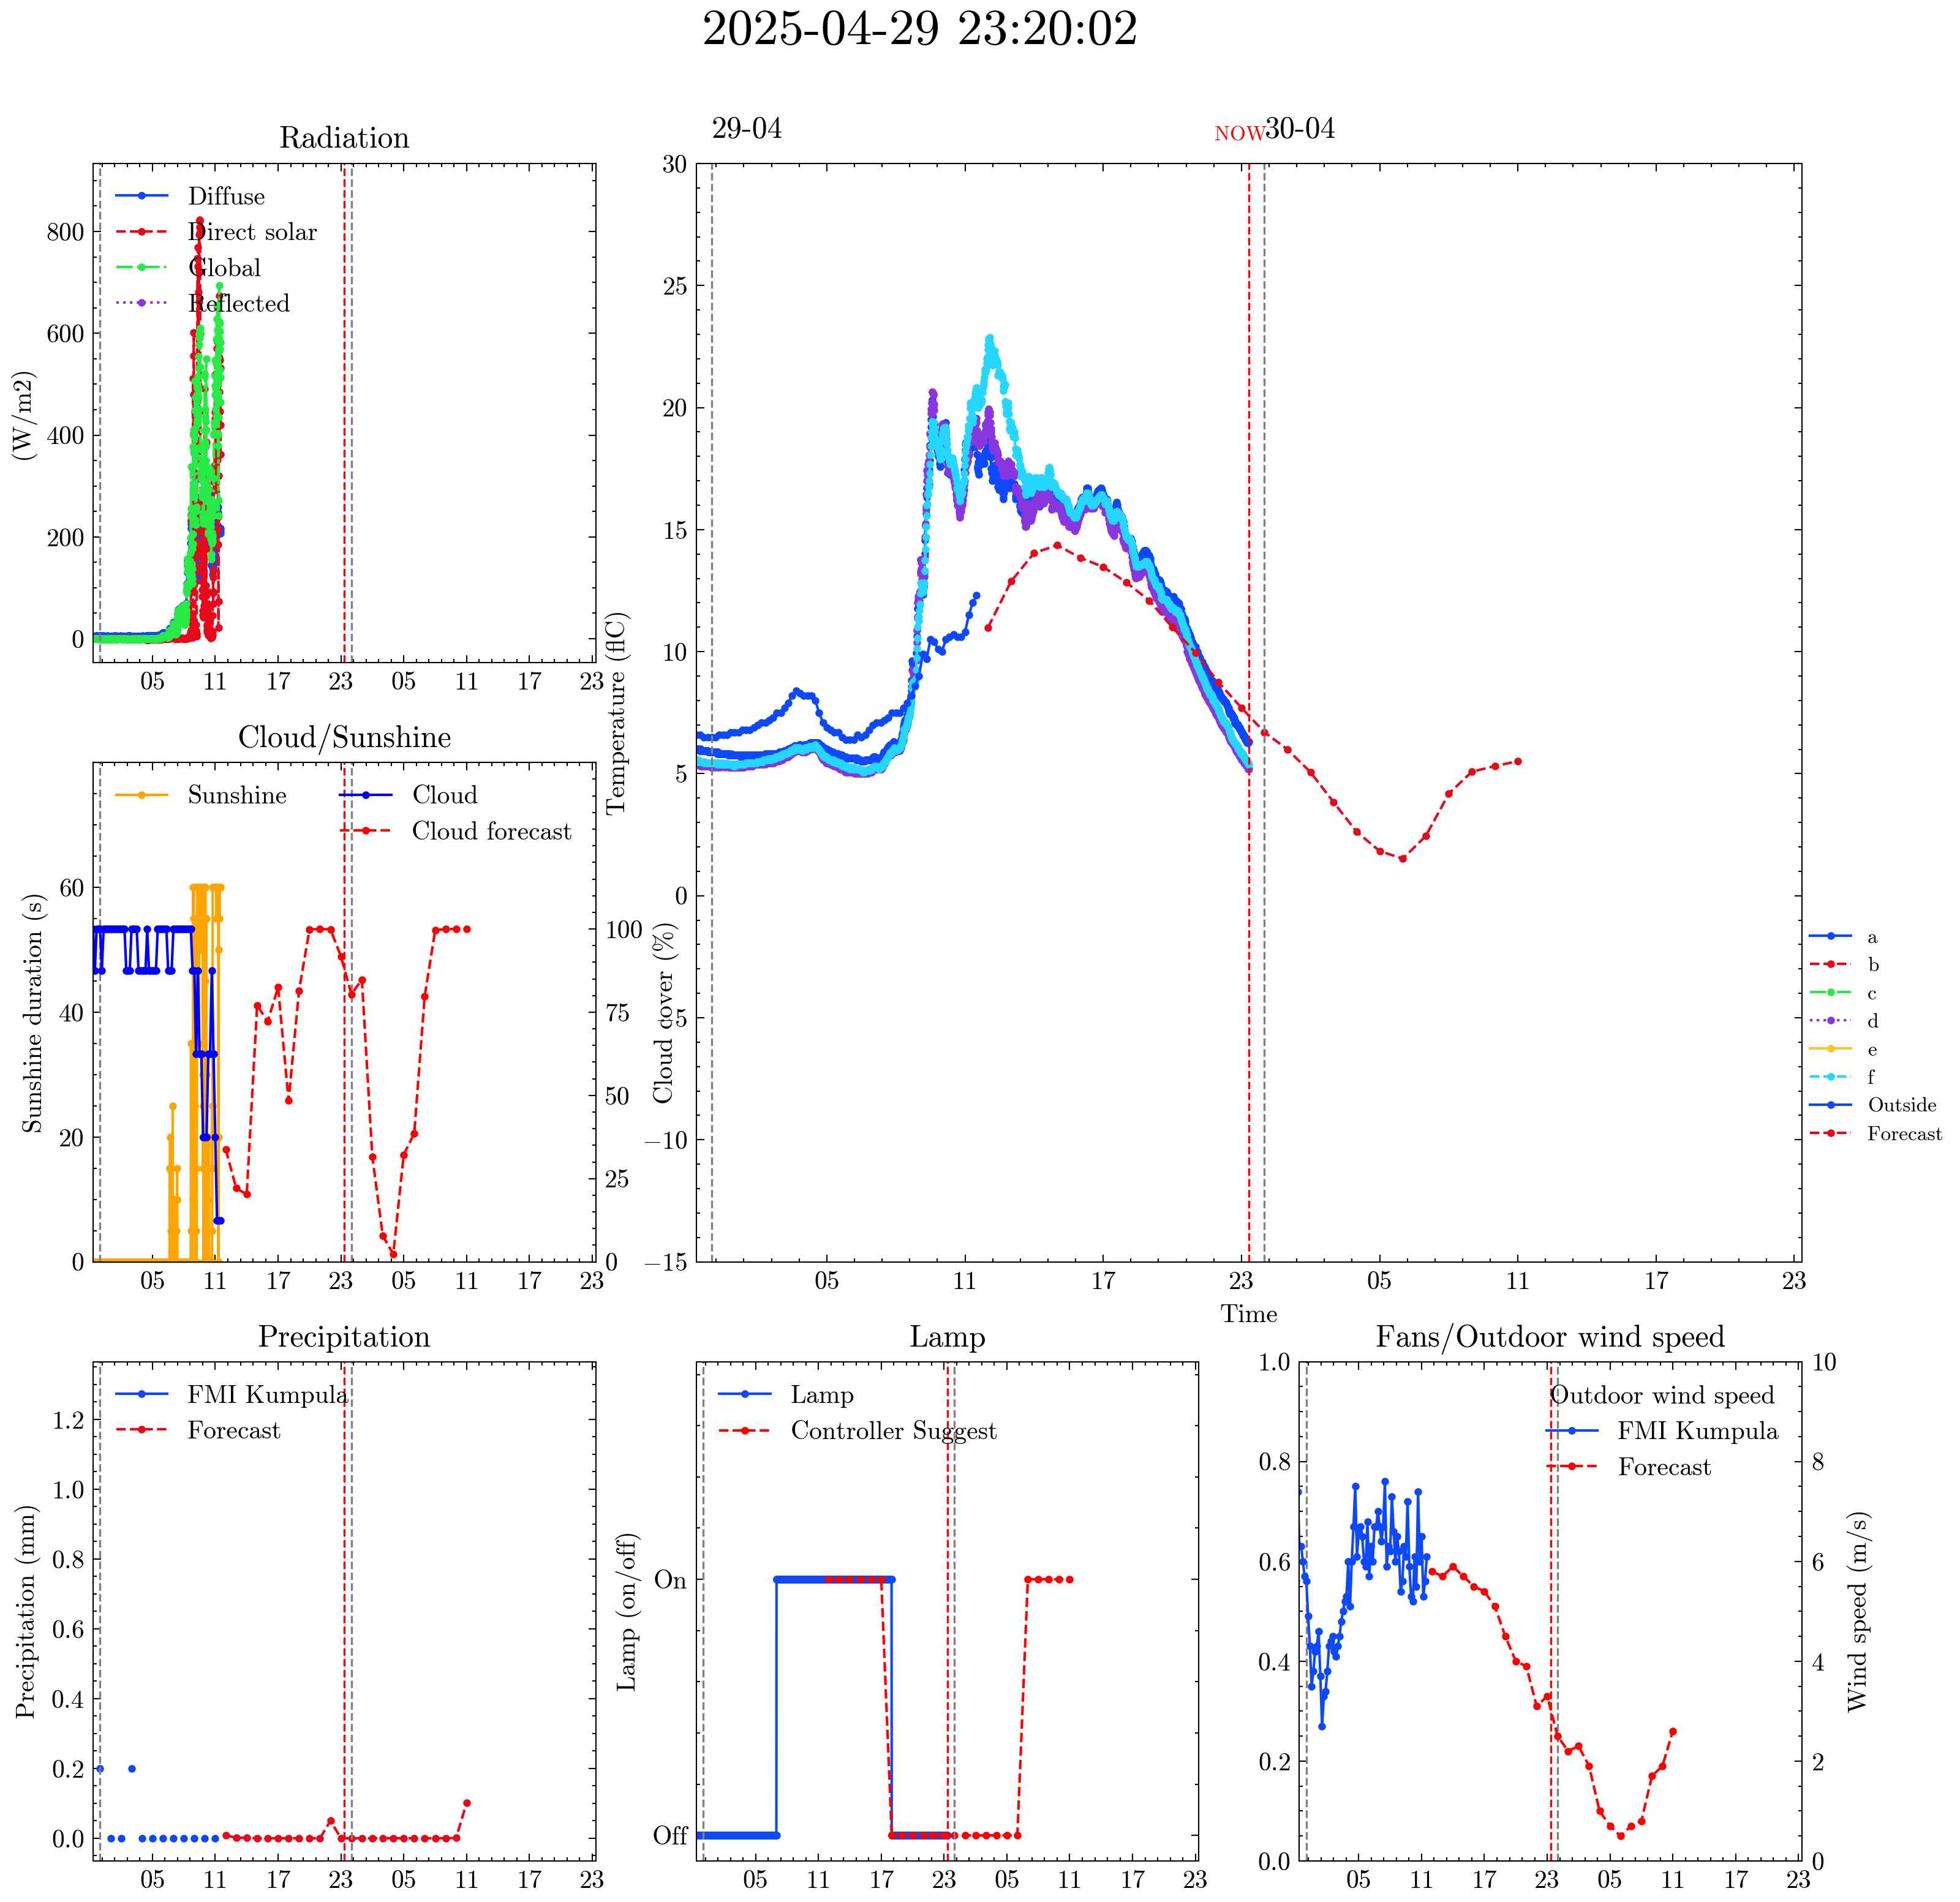 2025-04-29 23:20:02
Radiation
(W/m2)
800
600
400
200
0
Diffuse
Direct solar
Global
Reflected
05 11 17 23 05 11 17 23
29-04
NOW
30-04
Temperature (flC)
30
25
20
15
10
5
0
−5
−10
−15
05 11 17 23 05 11 17 23
Time
a
b
c
d
e
f
Outside
Forecast
Cloud/Sunshine
Sunshine duration (s)
60
40
20
0
Sunshine
Cloud
Cloud forecast
100
75
50
25
0
Cloud cover (%)
05 11 17 23 05 11 17 23
Precipitation
Precipitation (mm)
1.2
1.0
0.8
0.6
0.4
0.2
0.0
FMI Kumpula
Forecast
05 11 17 23 05 11 17 23
Lamp
Lamp (on/off)
On
Off
Lamp
Controller Suggest
05 11 17 23 05 11 17 23
Fans/Outdoor wind speed
1.0
0.8
0.6
0.4
0.2
0.0
Outdoor wind speed
FMI Kumpula
Forecast
10
8
6
4
2
0
Wind speed (m/s)
05 11 17 23 05 11 17 23